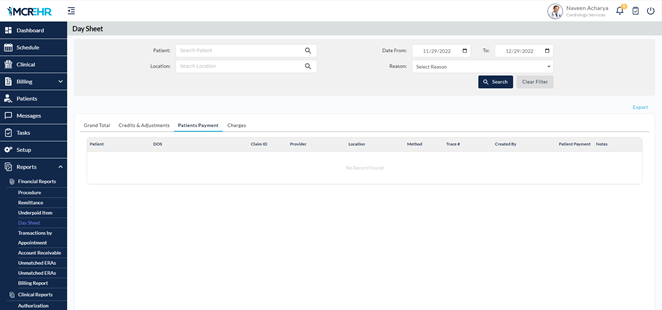 MCREHR
Naveen Acharya
Cardiology Services
Dashboard
Schedule
Clinical
Billing
Patients
Messages
Tasks
Setup
Reports
Financial Reports
Procedure
Remittance
Underpaid Item
Day Sheet
Transactions by
Appointment
Account Receivable
Unmatched ERAs
Unmatched ERAs
Billing Report
Clinical Reports
Authorization
Day Sheet
Patient: Search Patient
Date From: 11/29/2022 To: 12/29/2022
Location: Search Location
Reason: Select Reason
Search Clear Filter
Export
Grand Total Credits & Adjustments Patients Payment Charges
Patient DOS Claim ID Provider Location Method Trace # Created By Patient Payment Notes
No Record Found